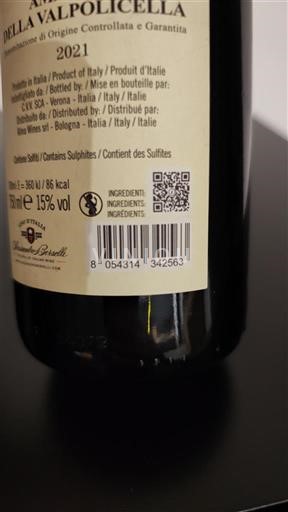 DELLA VALPOLICELLA
Denominazione di Origine Controllata e Garantita
2021
Prodotto in Italia / Product of Italy / Produit d'Italie
Imbottigliato da: / Bottled by: / Mise en bouteille par:
C.V.V. SCA - Verona - Italia / Italy / Italie
Distribuito da: / Distributed by: / Distribué par:
Vino Wines srl - Bologna - Italia / Italy / Italie
Contiene Solfiti / Contains Sulphites / Contient des Sulfites
E = 360 kJ / 86 kcal
750 ml e 15% vol
INGREDIENTI:
INGREDIENTS:
INGRÉDIENTS:
8 054314 342563